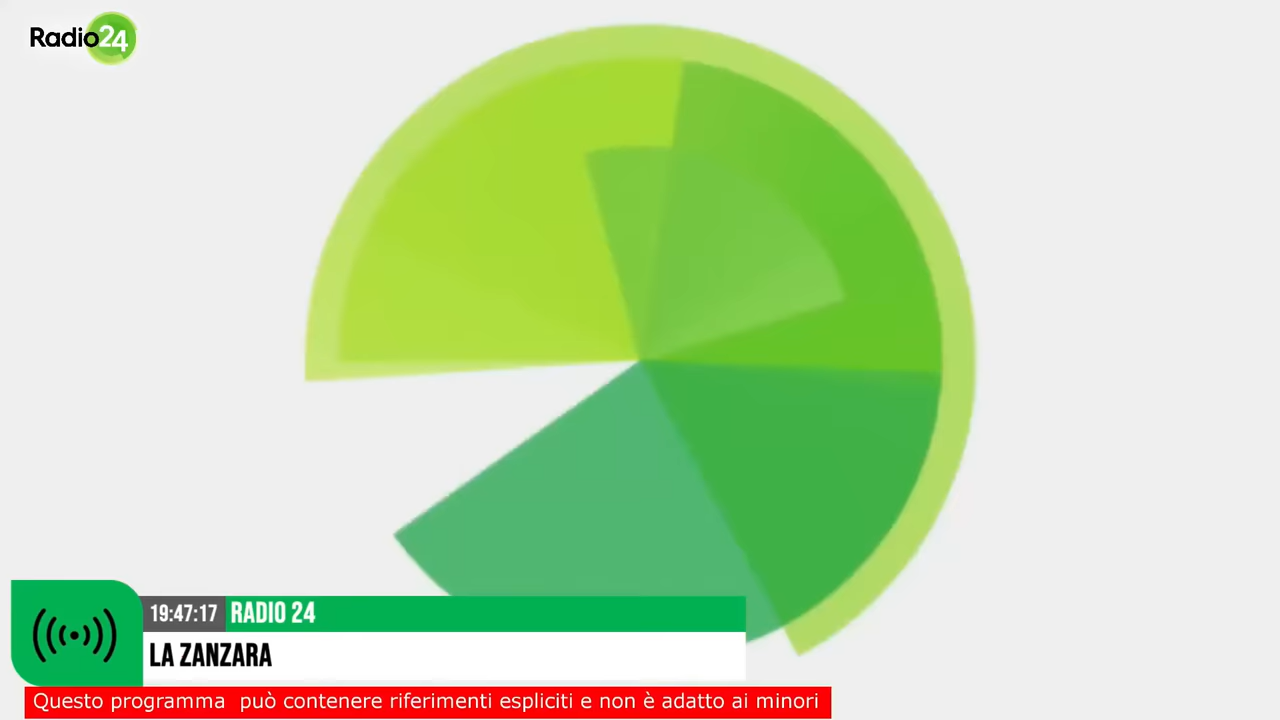 Radio24
19:47:17 RADIO 24
LA ZANZARA
Questo programma  può contenere riferimenti espliciti e non è adatto ai minori